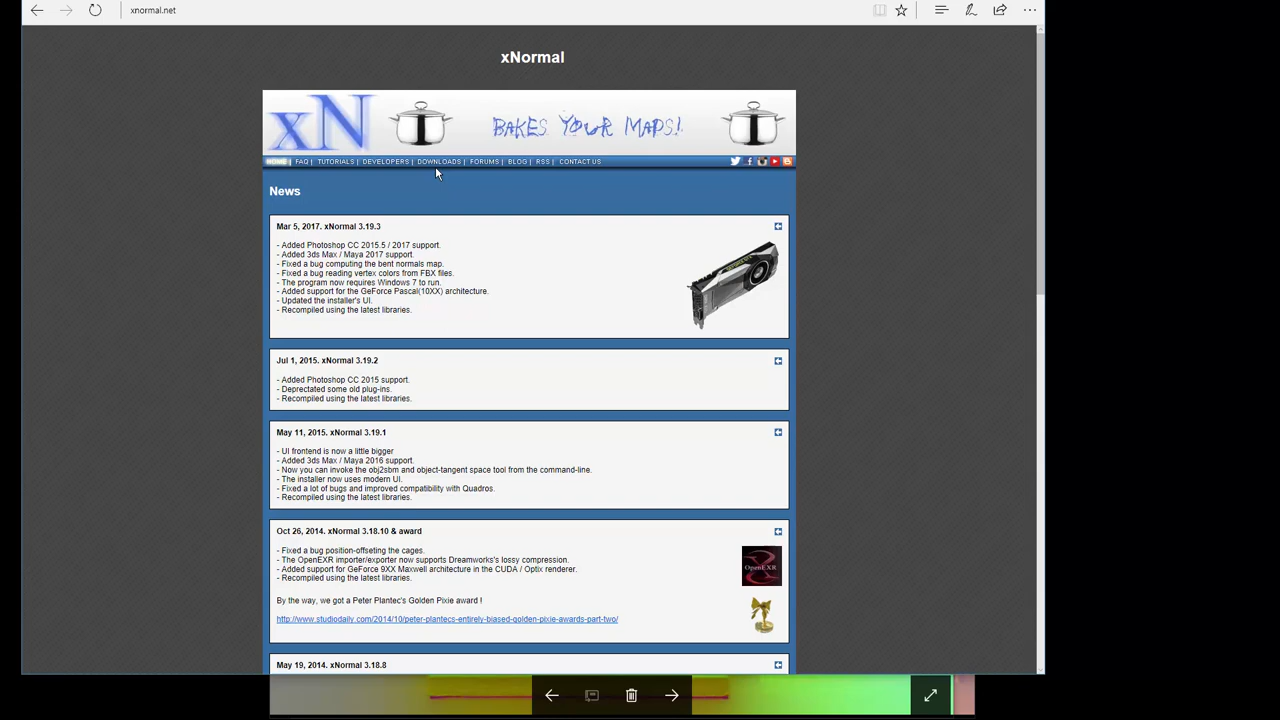 xnormal.net
xNormal
xN BAKES YOUR MAPS!
HOME | FAQ | TUTORIALS | DEVELOPERS | DOWNLOADS | FORUMS | BLOG | RSS | CONTACT US
News
Mar 5, 2017. xNormal 3.19.3
- Added Photoshop CC 2015.5 / 2017 support.
- Added 3ds Max / Maya 2017 support.
- Fixed a bug computing the bent normals map.
- Fixed a bug reading vertex colors from FBX files.
- The program now requires Windows 7 to run.
- Added support for the GeForce Pascal(10XX) architecture.
- Updated the installer's UI.
- Recompiled using the latest libraries.
Jul 1, 2015. xNormal 3.19.2
- Added Photoshop CC 2015 support.
- Deprectated some old plug-ins.
- Recompiled using the latest libraries.
May 11, 2015. xNormal 3.19.1
- UI frontend is now a little bigger
- Added 3ds Max / Maya 2016 support.
- Now you can invoke the obj2sbm and object-tangent space tool from the command-line.
- The installer now uses modern UI.
- Fixed a lot of bugs and improved compatibility with Quadros.
- Recompiled using the latest libraries.
Oct 26, 2014. xNormal 3.18.10 & award
- Fixed a bug position-offseting the cages.
- The OpenEXR importer/exporter now supports Dreamworks's lossy compression.
- Added support for GeForce 9XX Maxwell architecture in the CUDA / Optix renderer.
- Recompiled using the latest libraries.
OpenEXR
By the way, we got a Peter Plantec's Golden Pixie award !
http://www.studiodaily.com/2014/10/peter-plantecs-entirely-biased-golden-pixie-awards-part-two/
May 19, 2014. xNormal 3.18.8